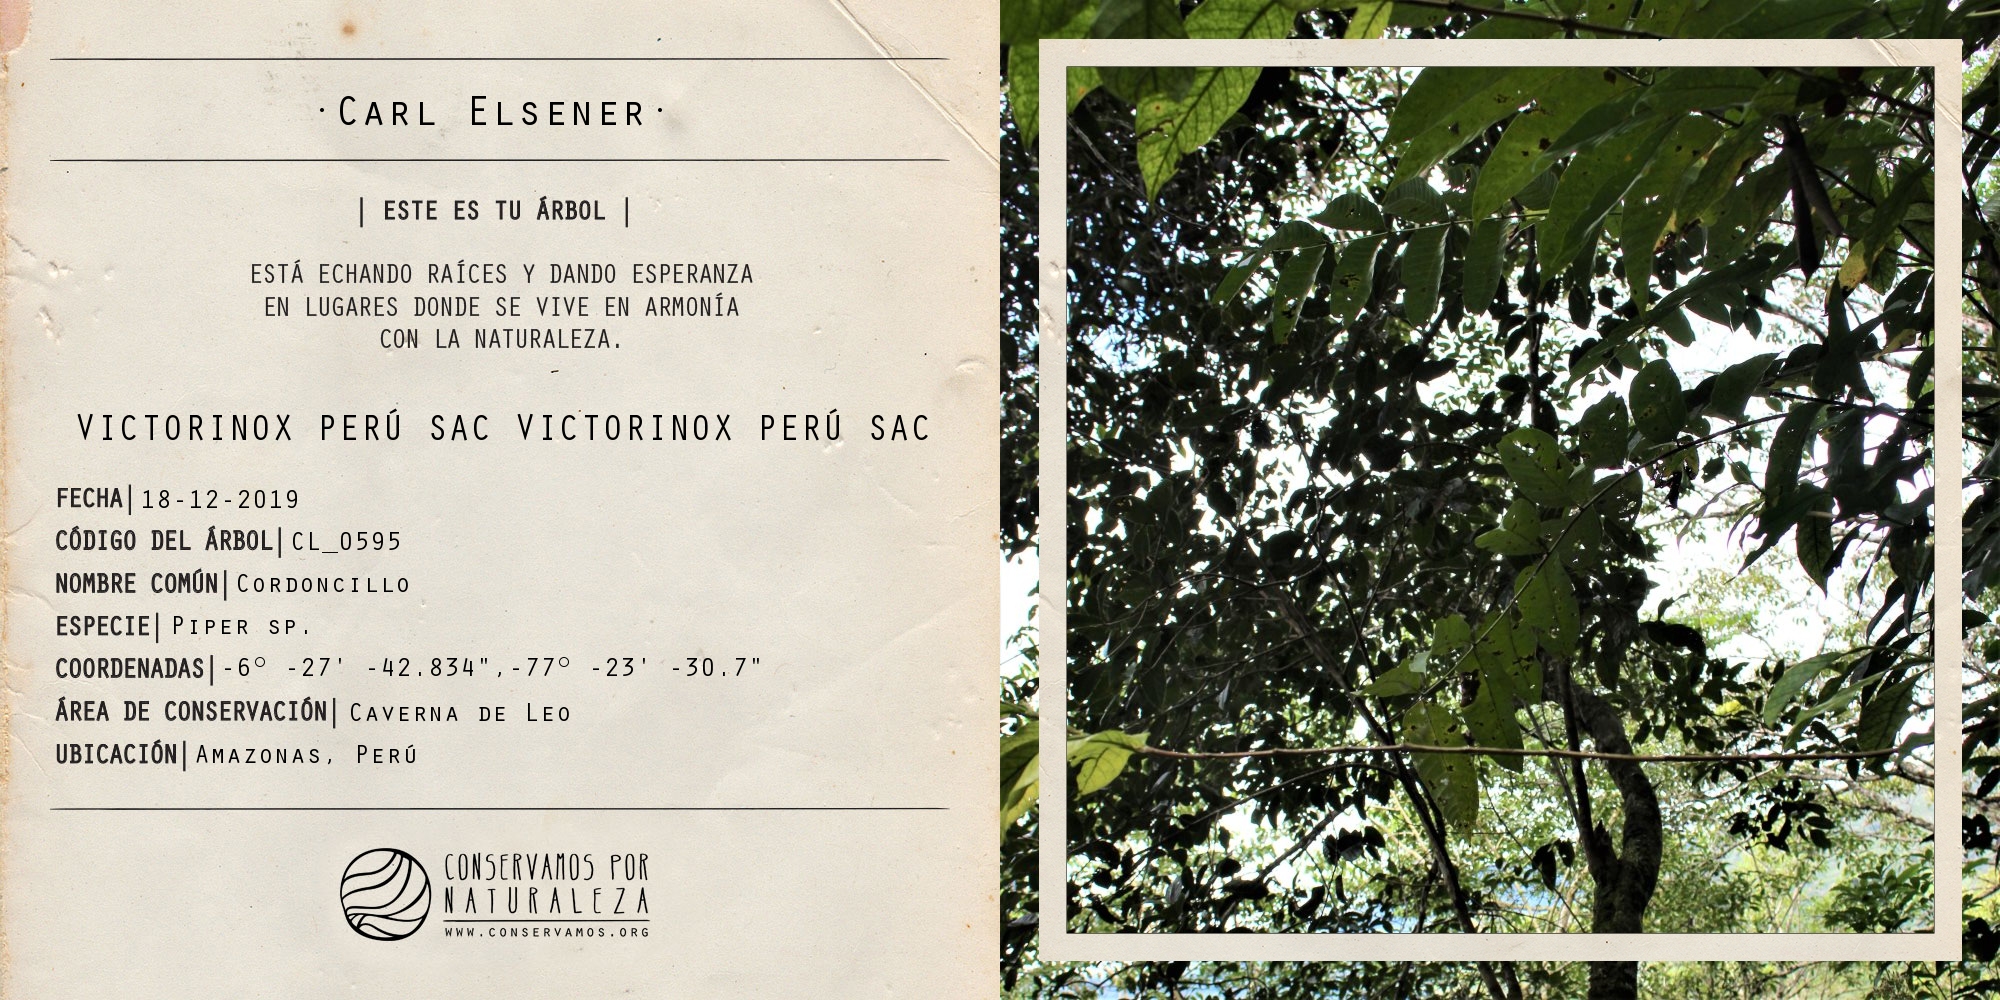 ·Carl Elsener·
| ESTE ES TU ÁRBOL |
ESTÁ ECHANDO RAÍCES Y DANDO ESPERANZA
EN LUGARES DONDE SE VIVE EN ARMONÍA
CON LA NATURALEZA.
VICTORINOX PERÚ SAC VICTORINOX PERÚ SAC
FECHA| 18-12-2019
CÓDIGO DEL ÁRBOL| CL_0595
NOMBRE COMÚN| Cordoncillo
ESPECIE| Piper sp.
COORDENADAS| -6° -27' -42.834",-77° -23' -30.7"
ÁREA DE CONSERVACIÓN| Caverna de Leo
UBICACIÓN| Amazonas, Perú
CONSERVAMOS POR
NATURALEZA
WWW.CONSERVAMOS.ORG